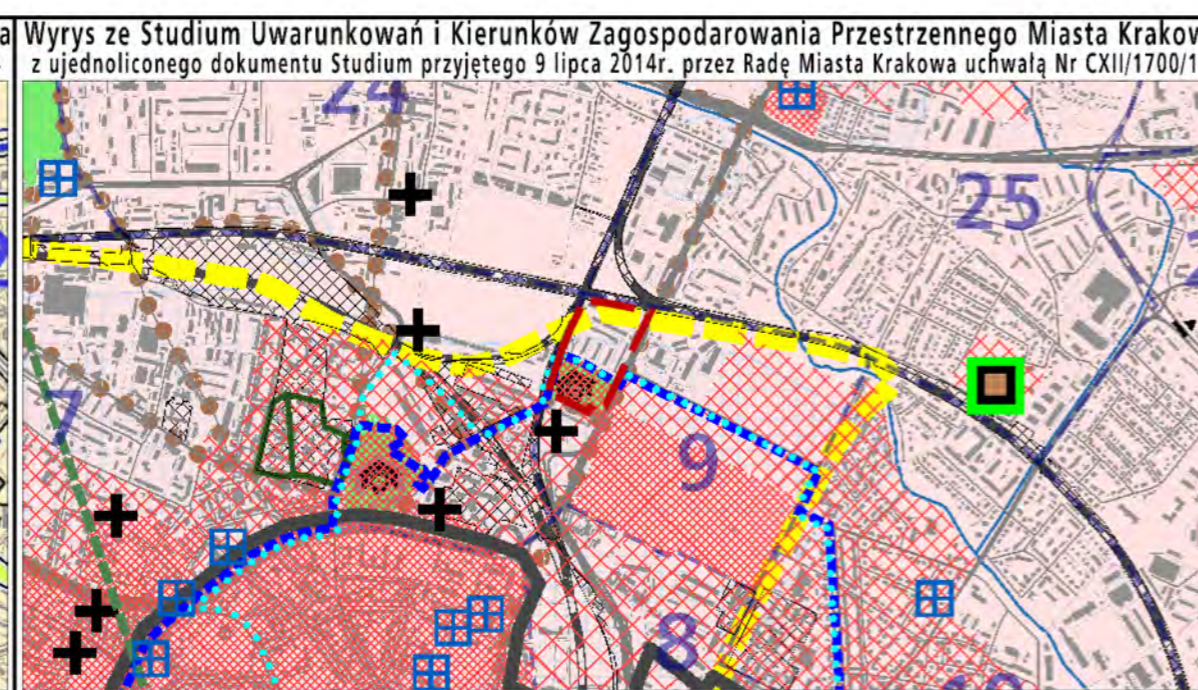 a
Wyrys ze Studium Uwarunkowań i Kierunków Zagospodarowania Przestrzennego Miasta Krakow
z ujednoliconego dokumentu Studium przyjętego 9 lipca 2014r. przez Radę Miasta Krakowa uchwałą Nr CXII/1700/1
24
25
7
9
8